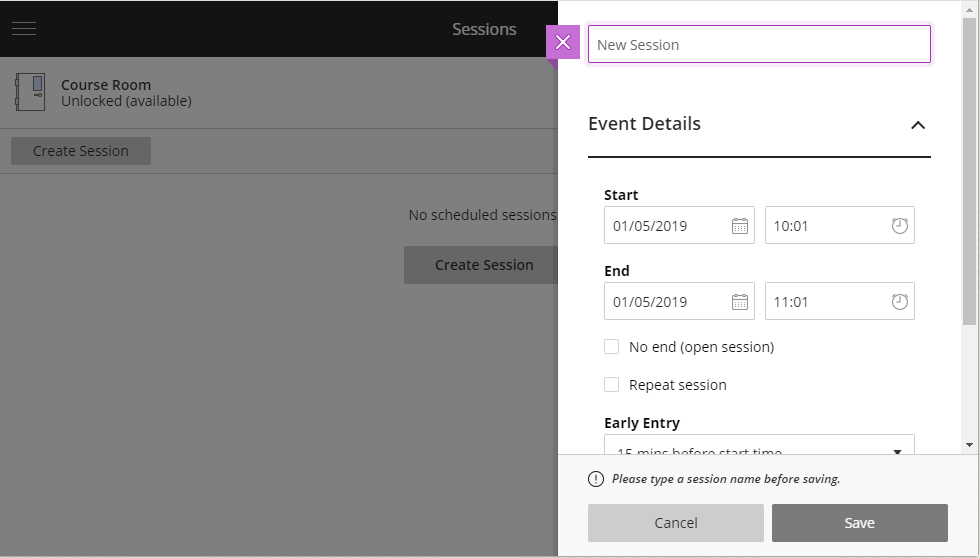 Sessions
Course Room
Unlocked (available)
Create Session
No scheduled sessions
Create Session
New Session
Event Details
Start
01/05/2019
10:01
End
01/05/2019
11:01
No end (open session)
Repeat session
Early Entry
15 mins before start time
Please type a session name before saving.
Cancel
Save